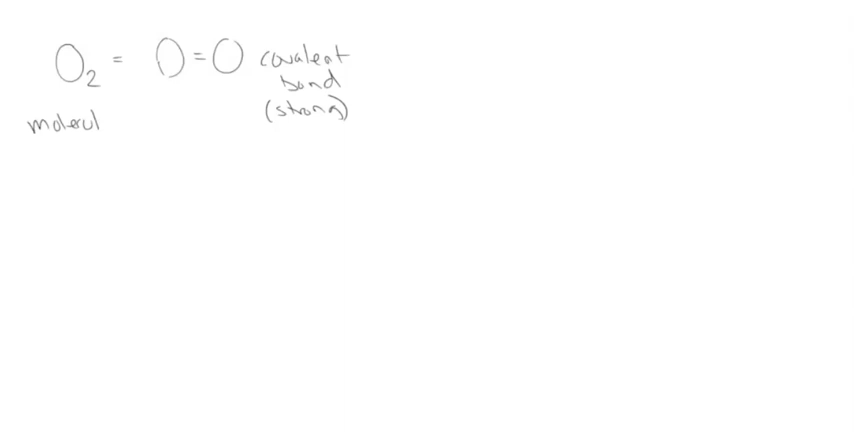 O₂ = O=O covalent
bond
(strong)
molecul